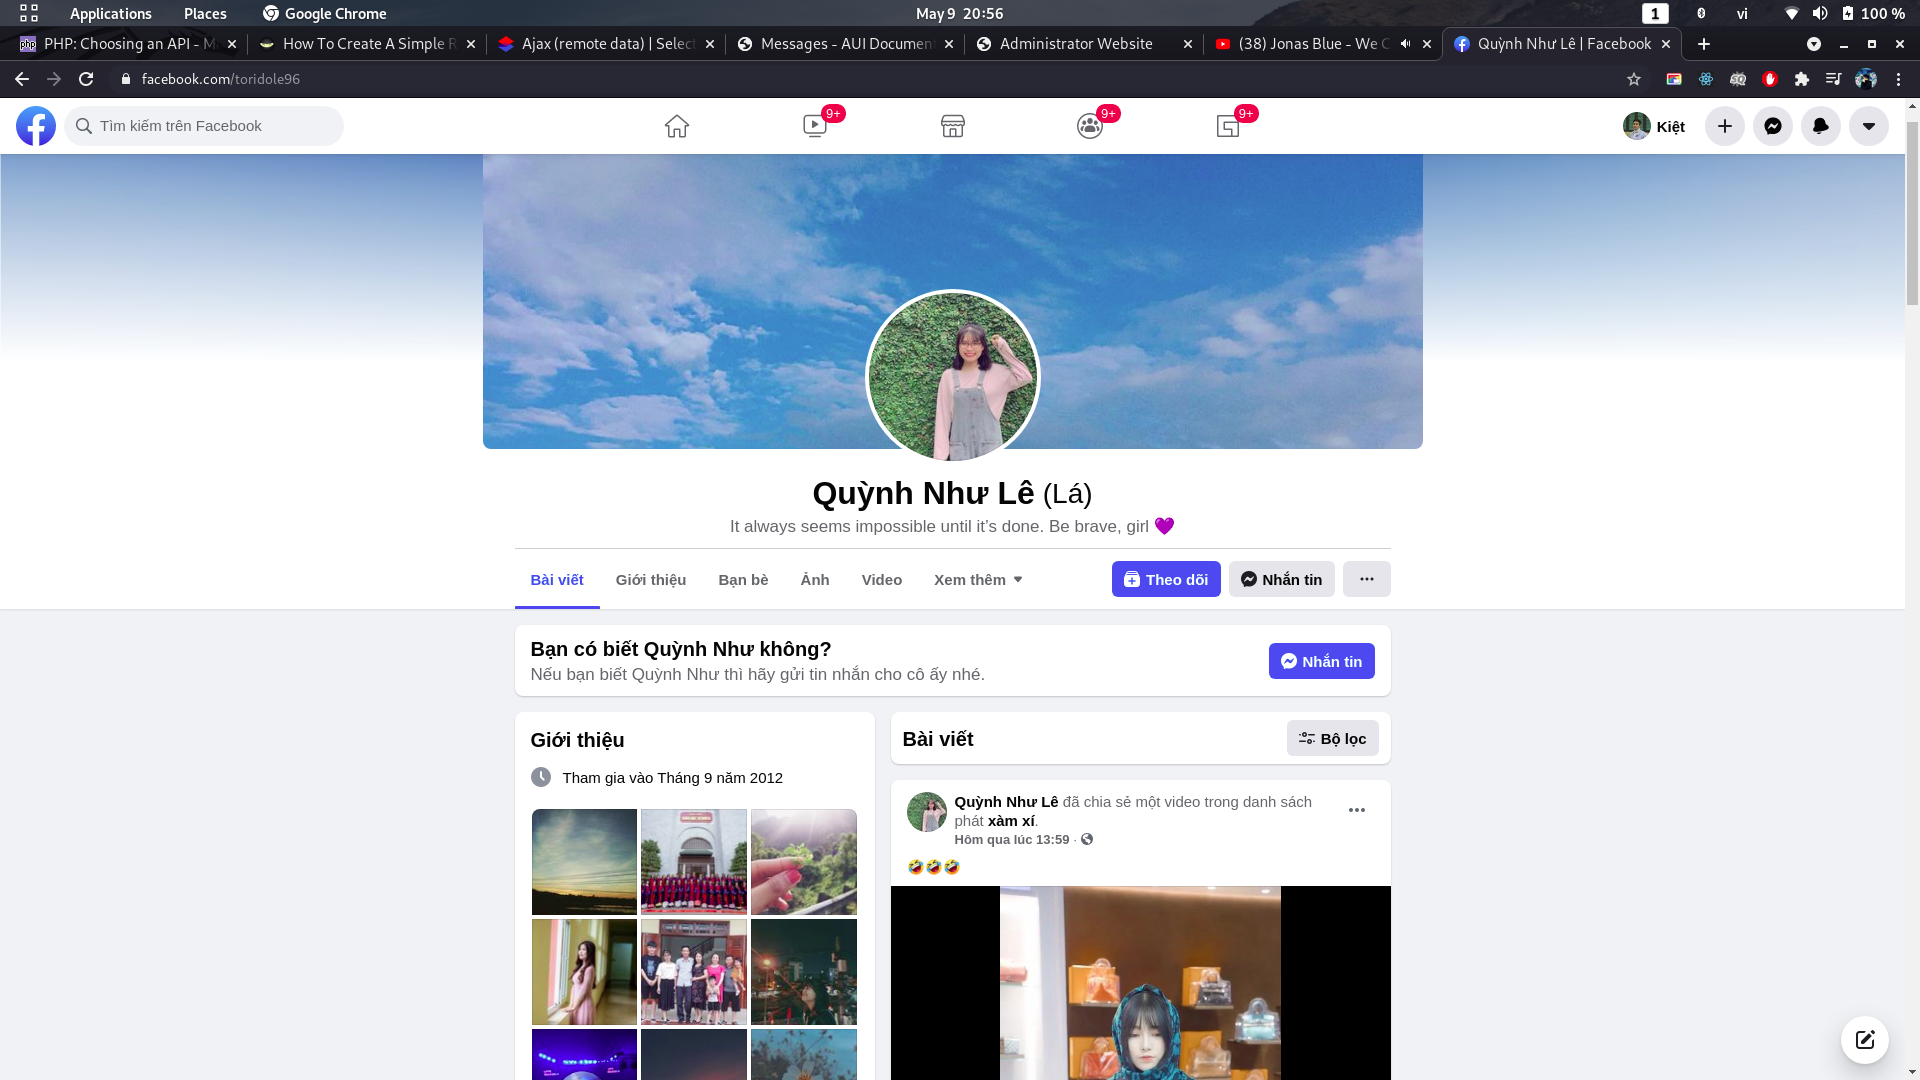 Applications Places Google Chrome May 9 20:56 1 vi 100 %
PHP: Choosing an API - M How To Create A Simple R Ajax (remote data) | Select Messages - AUI Document Administrator Website (38) Jonas Blue - We C Quỳnh Như Lê | Facebook
facebook.com/toridole96
Tìm kiếm trên Facebook 9+ 9+ 9+ Kiệt
Quỳnh Như Lê (Lá)
It always seems impossible until it’s done. Be brave, girl 💜
Bài viết Giới thiệu Bạn bè Ảnh Video Xem thêm Theo dõi Nhắn tin
Bạn có biết Quỳnh Như không?
Nếu bạn biết Quỳnh Như thì hãy gửi tin nhắn cho cô ấy nhé.
Nhắn tin
Giới thiệu
Tham gia vào Tháng 9 năm 2012
Bài viết Bộ lọc
Quỳnh Như Lê đã chia sẻ một video trong danh sách
phát xàm xí.
Hôm qua lúc 13:59 ·
🤣🤣🤣